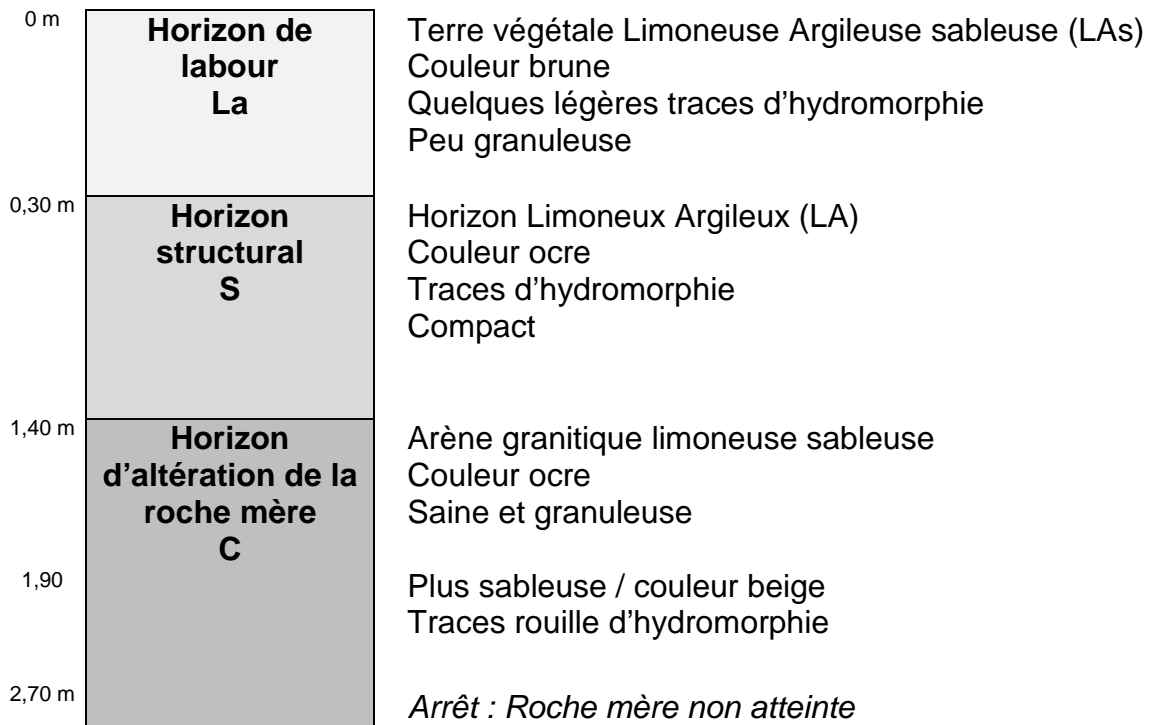 0 m
Horizon de
labour
La
Terre végétale Limoneuse Argileuse sableuse (LAs)
Couleur brune
Quelques légères traces d'hydromorphie
Peu granuleuse
0,30 m
Horizon
structural
S
Horizon Limoneux Argileux (LA)
Couleur ocre
Traces d'hydromorphie
Compact
1,40 m
Horizon
d'altération de la
roche mère
C
Arène granitique limoneuse sableuse
Couleur ocre
Saine et granuleuse
1,90
Plus sableuse / couleur beige
Traces rouille d'hydromorphie
2,70 m
Arrêt : Roche mère non atteinte